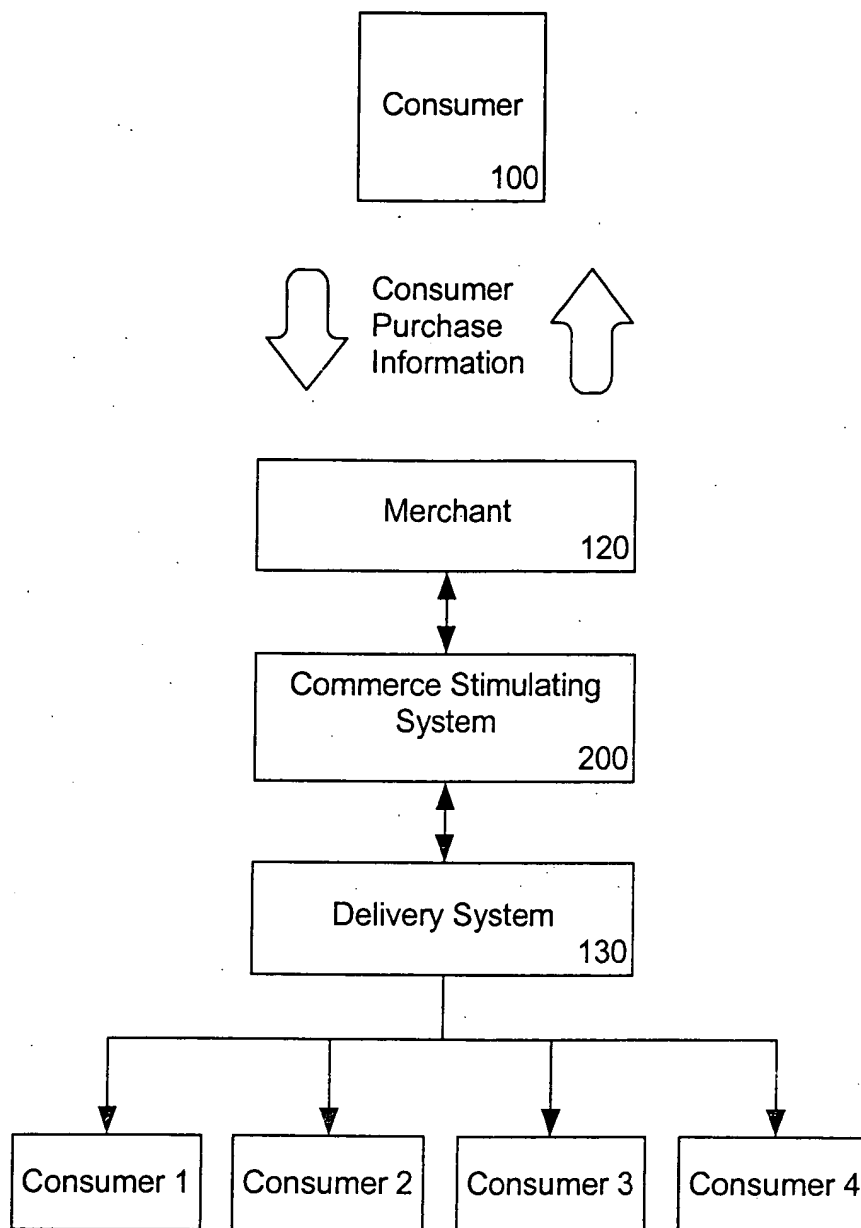 Consumer
100
Consumer
Purchase
Information
Merchant
120
Commerce Stimulating
System
200
Delivery System
130
Consumer 1
Consumer 2
Consumer 3
Consumer 4